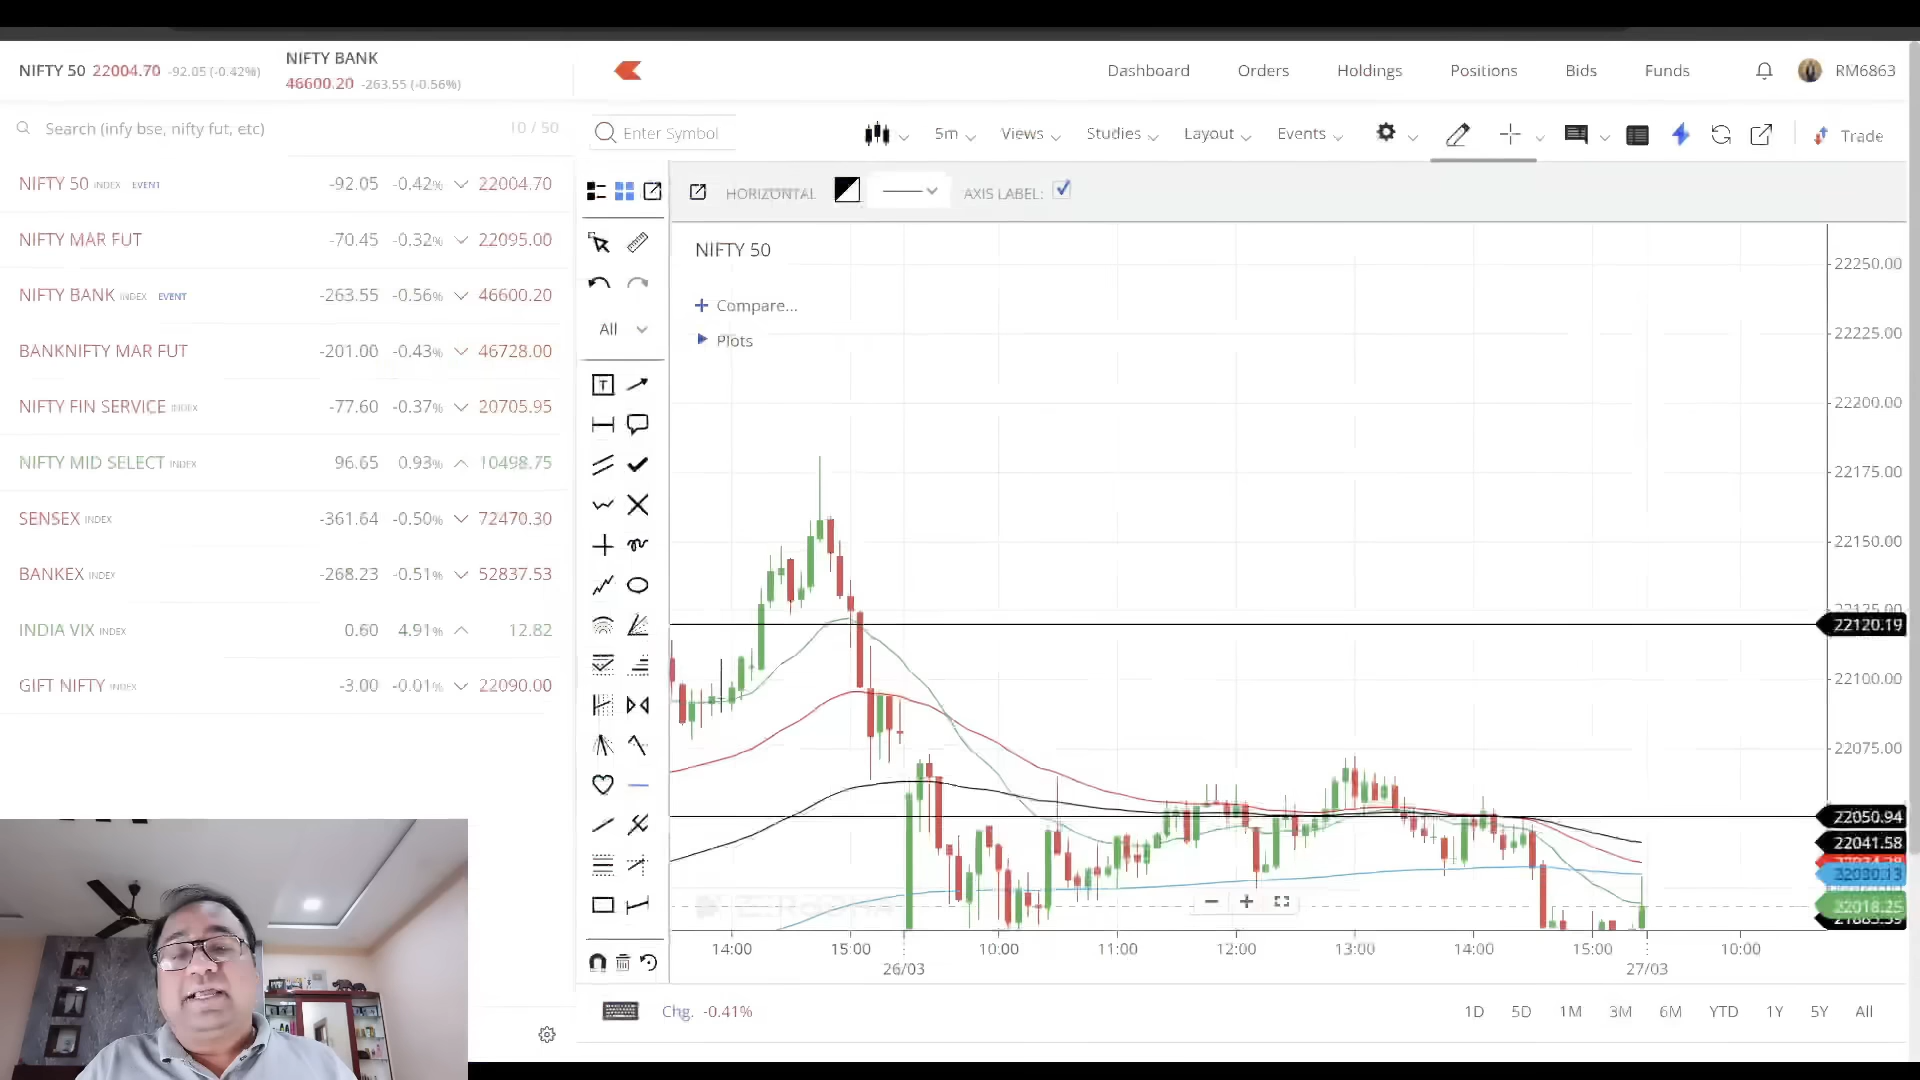 NIFTY 50 22004.70 -92.05 (-0.42%)
NIFTY BANK
46600.20 -263.55 (-0.56%)
Dashboard Orders Holdings Positions Bids Funds RM6863
Search (infy bse, nifty fut, etc) 10 / 50
Enter Symbol 5m Views Studies Layout Events Trade
HORIZONTAL AXIS LABEL:
NIFTY 50 INDEX EVENT -92.05 -0.42% 22004.70
NIFTY MAR FUT -70.45 -0.32% 22095.00
NIFTY BANK INDEX EVENT -263.55 -0.56% 46600.20
BANKNIFTY MAR FUT -201.00 -0.43% 46728.00
NIFTY FIN SERVICE INDEX -77.60 -0.37% 20705.95
NIFTY MID SELECT INDEX 96.65 0.93% 10498.75
SENSEX INDEX -361.64 -0.50% 72470.30
BANKEX INDEX -268.23 -0.51% 52837.53
INDIA VIX INDEX 0.60 4.91% 12.82
GIFT NIFTY INDEX -3.00 -0.01% 22090.00
All
T
NIFTY 50
Compare...
Plots
22250.00
22225.00
22200.00
22175.00
22150.00
22125.00
22120.19
22100.00
22075.00
22050.94
22041.58
22030.13
22018.25
14:00 15:00 10:00 11:00 12:00 13:00 14:00 15:00 10:00
26/03 27/03
Chg. -0.41%
1D 5D 1M 3M 6M YTD 1Y 5Y All